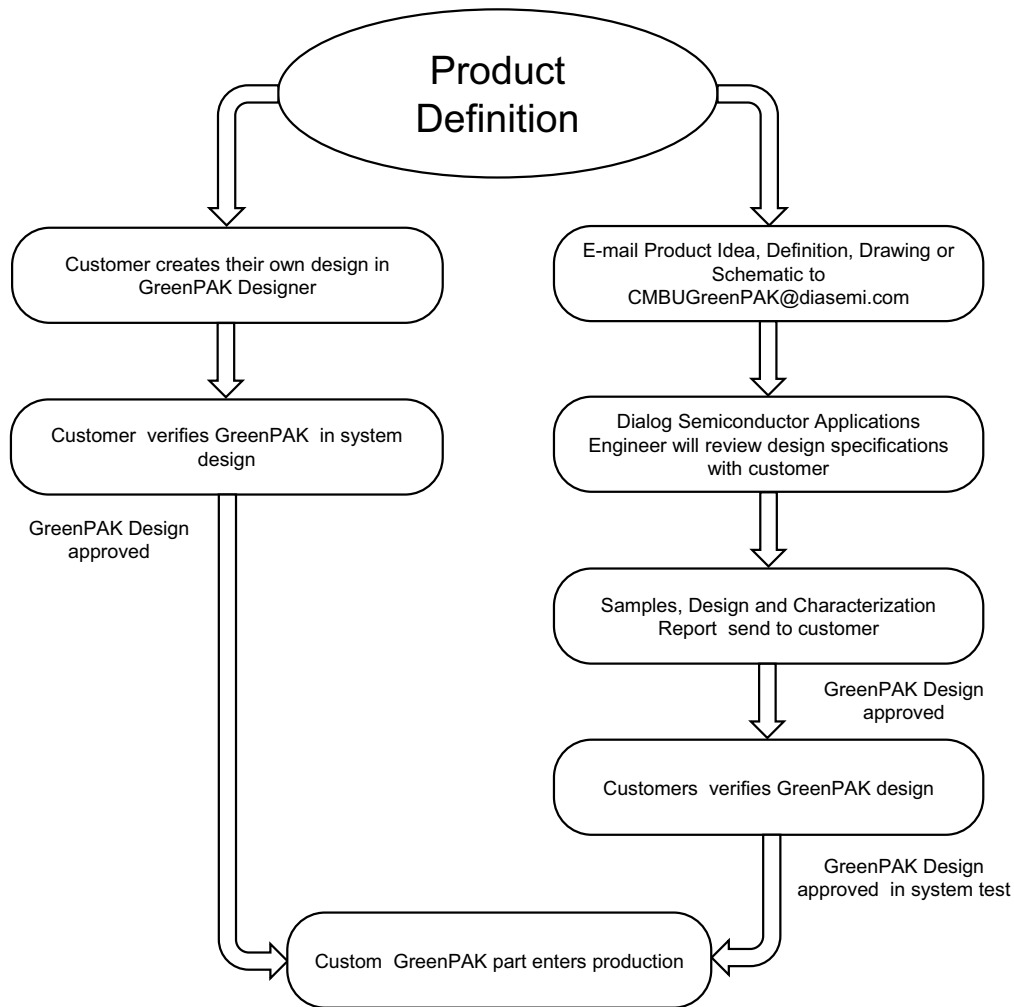 Product
Definition
Customer creates their own design in
GreenPAK Designer
E-mail Product Idea, Definition, Drawing or
Schematic to
CMBUGreenPAK@diasemi.com
Customer verifies GreenPAK in system
design
Dialog Semiconductor Applications
Engineer will review design specifications
with customer
GreenPAK Design
approved
Samples, Design and Characterization
Report send to customer
GreenPAK Design
approved
Customers verifies GreenPAK design
GreenPAK Design
approved in system test
Custom GreenPAK part enters production